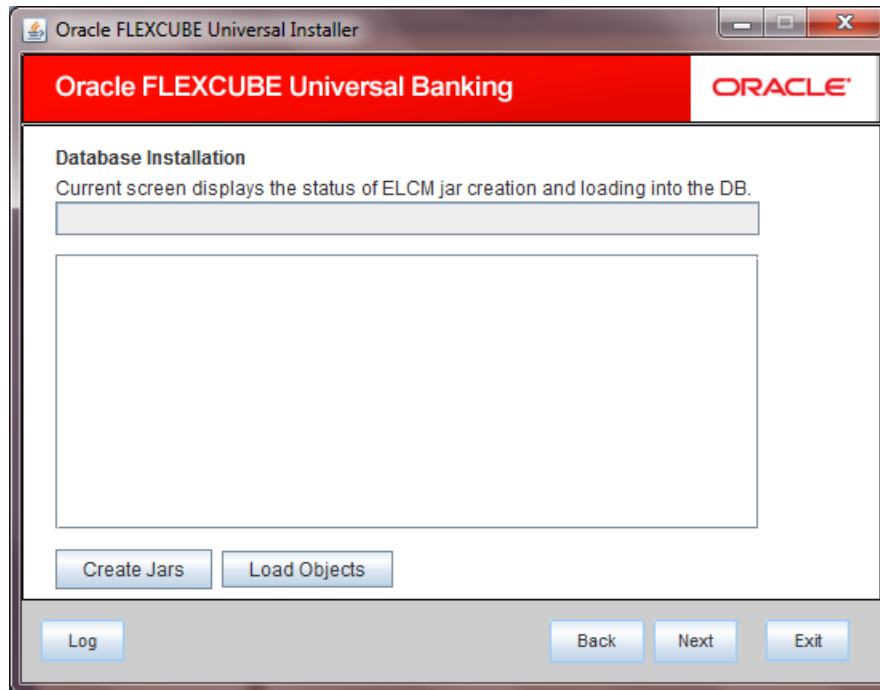 Oracle FLEXCUBE Universal Installer
Oracle FLEXCUBE Universal Banking
ORACLE
Database Installation
Current screen displays the status of ELCM jar creation and loading into the DB.
Create Jars
Load Objects
Log
Back
Next
Exit